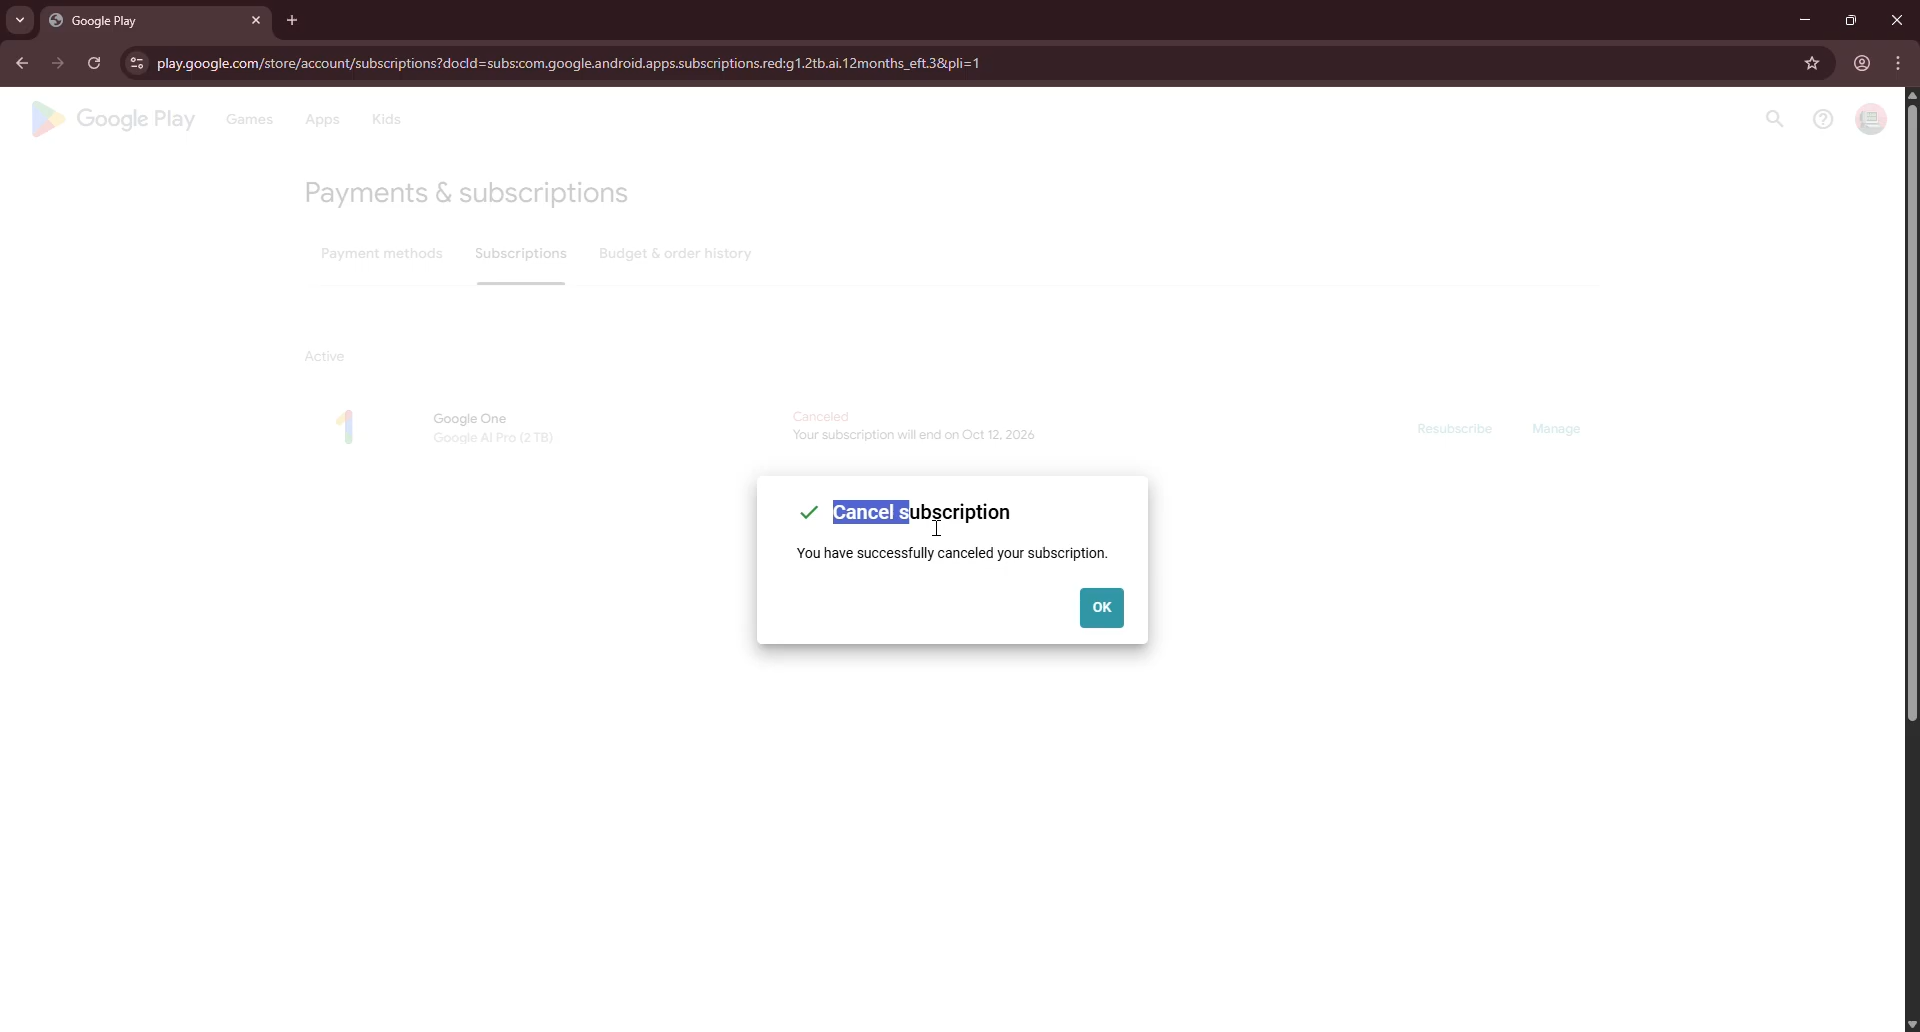 Google Play
play.google.com/store/account/subscriptions?docId=subs:com.google.android.apps.subscriptions.red:g1.2tb.ai.12months_eft.3&pli=1
Google Play
Games
Apps
Kids
Payments & subscriptions
Payment methods
Subscriptions
Budget & order history
Active
Google One
Google AI Pro (2 TB)
Canceled
Your subscription will end on Oct 12, 2026
Resubscribe
Manage
Cancel subscription
You have successfully canceled your subscription.
OK